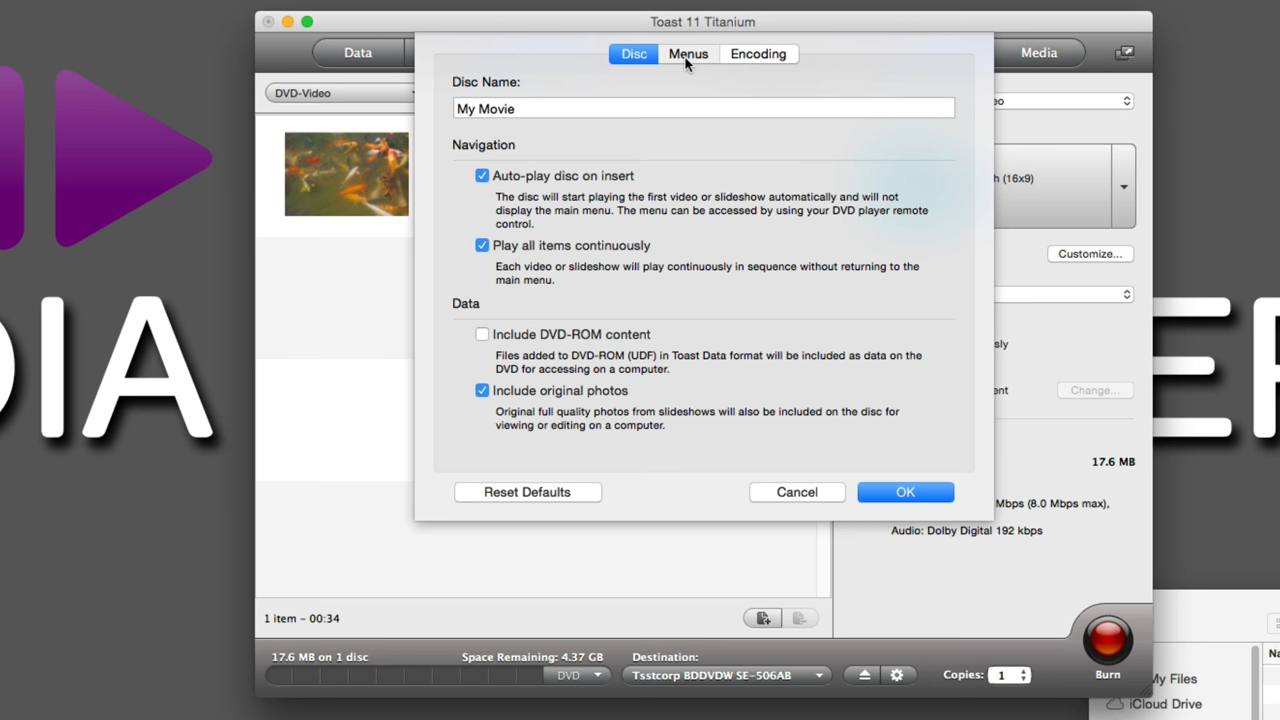 Toast 11 Titanium
Data
Media
Disc
Menus
Encoding
DVD-Video
Disc Name:
My Movie
Navigation
Auto-play disc on insert
The disc will start playing the first video or slideshow automatically and will not
display the main menu. The menu can be accessed by using your DVD player remote
control.
Play all items continuously
Each video or slideshow will play continuously in sequence without returning to the
main menu.
Data
Include DVD-ROM content
Files added to DVD-ROM (UDF) in Toast Data format will be included as data on the
DVD for accessing on a computer.
Include original photos
Original full quality photos from slideshows will also be included on the disc for
viewing or editing on a computer.
Reset Defaults
Cancel
OK
eo
h (16x9)
Customize...
sly
ent
Change...
17.6 MB
Mbps (8.0 Mbps max),
Audio: Dolby Digital 192 kbps
1 item - 00:34
17.6 MB on 1 disc
Space Remaining: 4.37 GB
DVD
Destination:
Tsstcorp BDDVDW SE-506AB
Copies: 1
Burn
DIA
My Files
iCloud Drive
Na